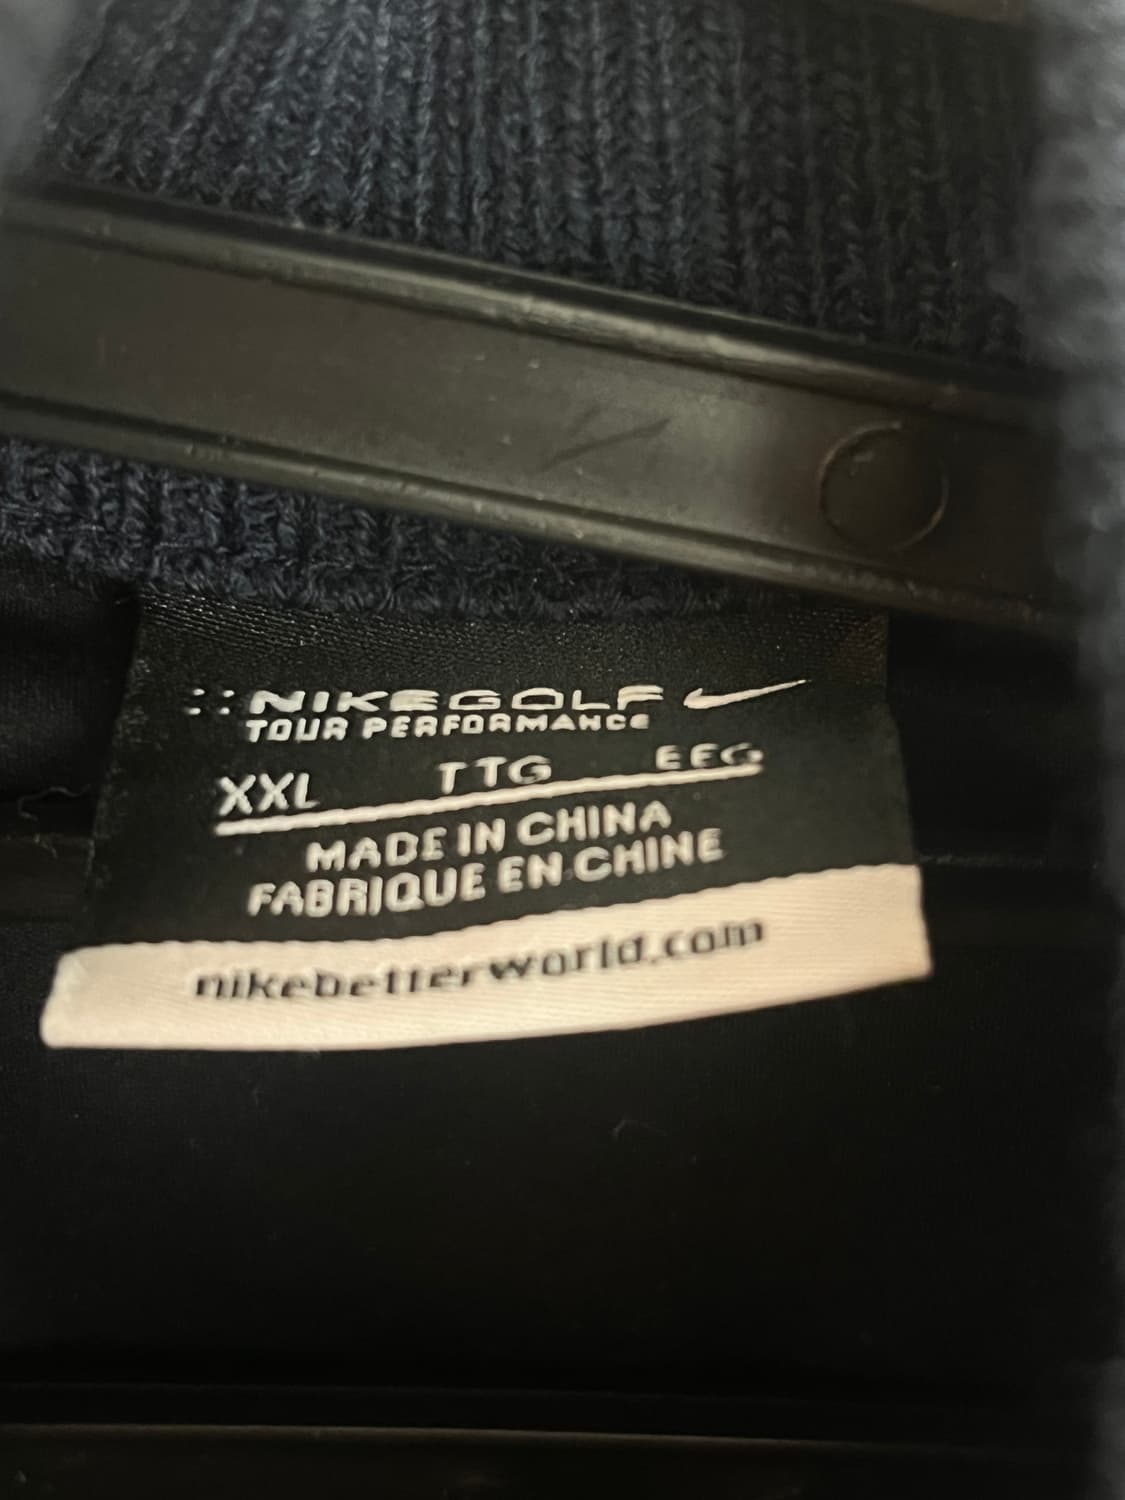 NIKEGOLF
TOUR PERFORMANCE
XXL TTG EEG
MADE IN CHINA
FABRIQUE EN CHINE
nikebetterworld.com